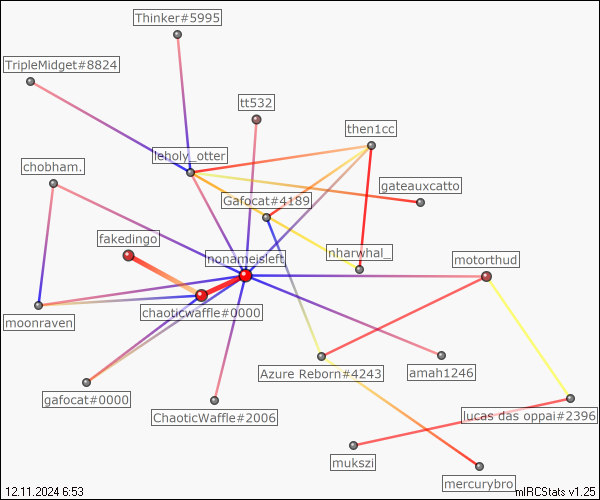 Thinker#5995
TripleMidget#8824
tt532
then1cc
leholy_otter
chobham.
gateauxcatto
Gafocat#4189
fakedingo
nharwhal_
nonameisleft
motorthud
chaoticwaffle#0000
moonraven
Azure Reborn#4243
amah1246
gafocat#0000
ChaoticWaffle#2006
lucas das oppai#2396
mukszi
mercurybro
12.11.2024 6:53
mIRCStats v1.25